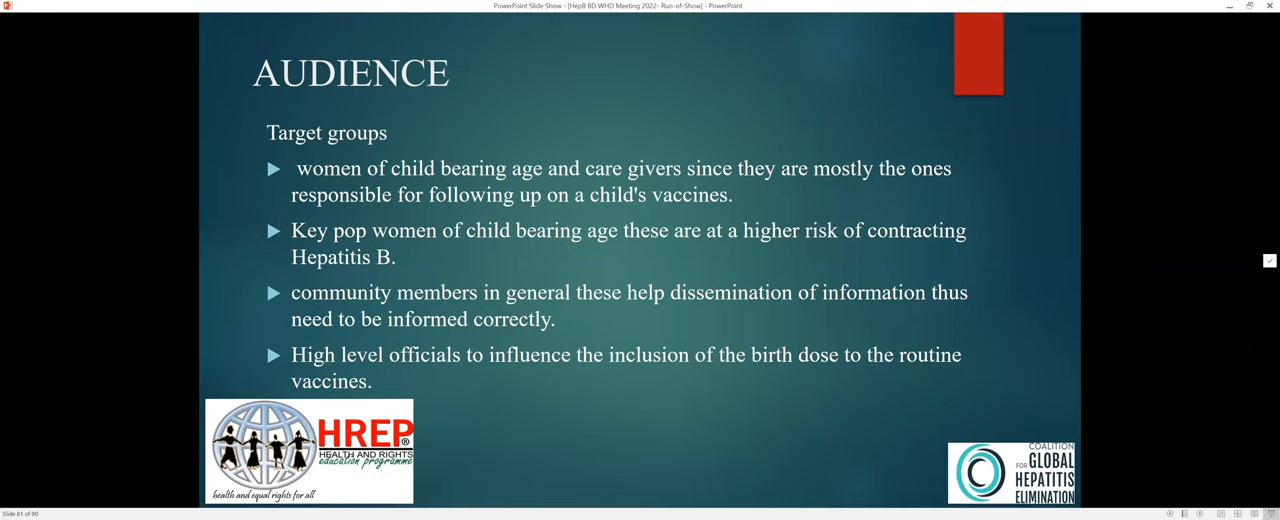 PowerPoint Slide Show - [HepB BD WHD Meeting 2022- Run-of-Show] - PowerPoint
AUDIENCE
Target groups
women of child bearing age and care givers since they are mostly the ones
responsible for following up on a child's vaccines.
Key pop women of child bearing age these are at a higher risk of contracting
Hepatitis B.
community members in general these help dissemination of information thus
need to be informed correctly.
High level officials to influence the inclusion of the birth dose to the routine
vaccines.
HREP®
HEALTH AND RIGHTS
education programme
health and equal rights for all
COALITION
FOR GLOBAL
HEPATITIS
ELIMINATION
Slide 81 of 90